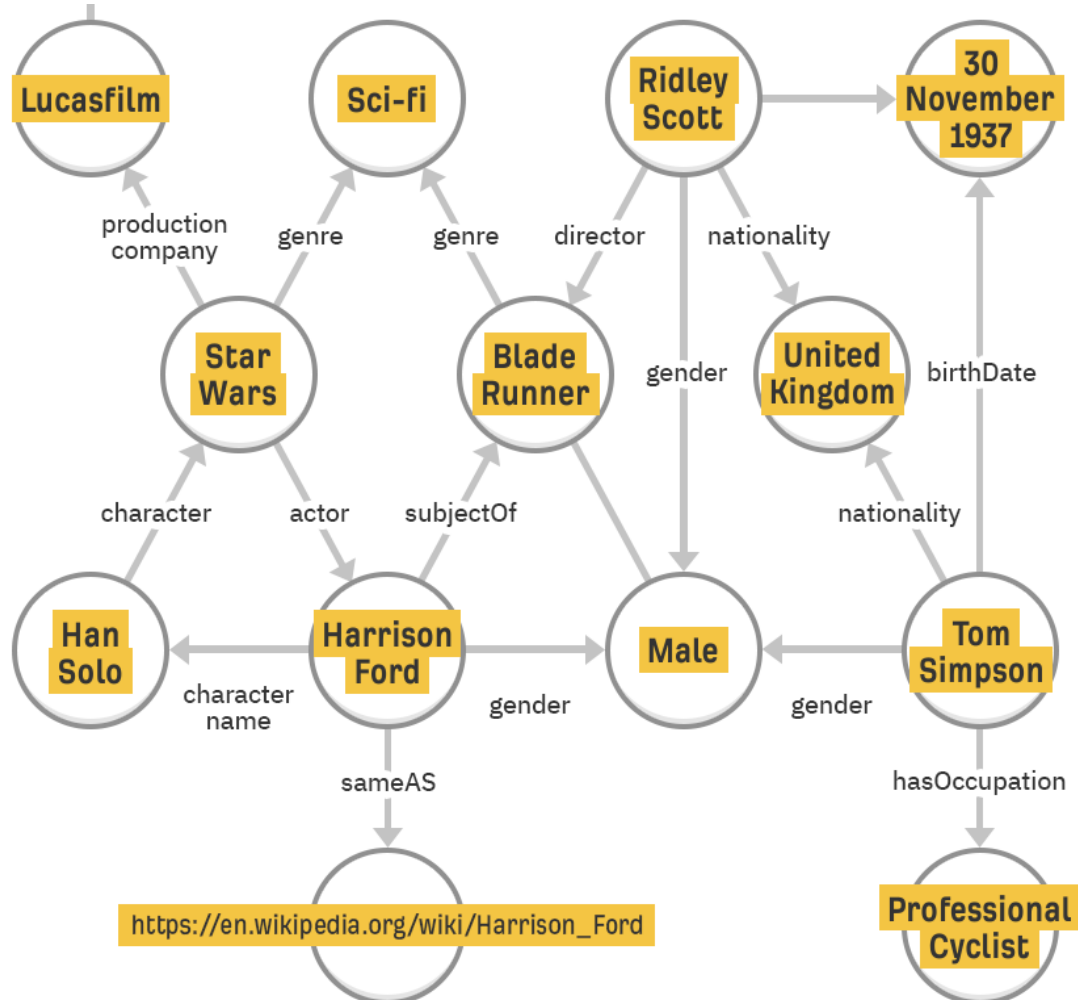 Lucasfilm
Sci-fi
Ridley
Scott
30
November
1937
production
company
genre
genre
director
nationality
Star
Wars
Blade
Runner
gender
United
Kingdom
birthDate
character
actor
subjectOf
nationality
Han
Solo
Harrison
Ford
Male
Tom
Simpson
character
name
gender
gender
sameAS
hasOccupation
https://en.wikipedia.org/wiki/Harrison_Ford
Professional
Cyclist